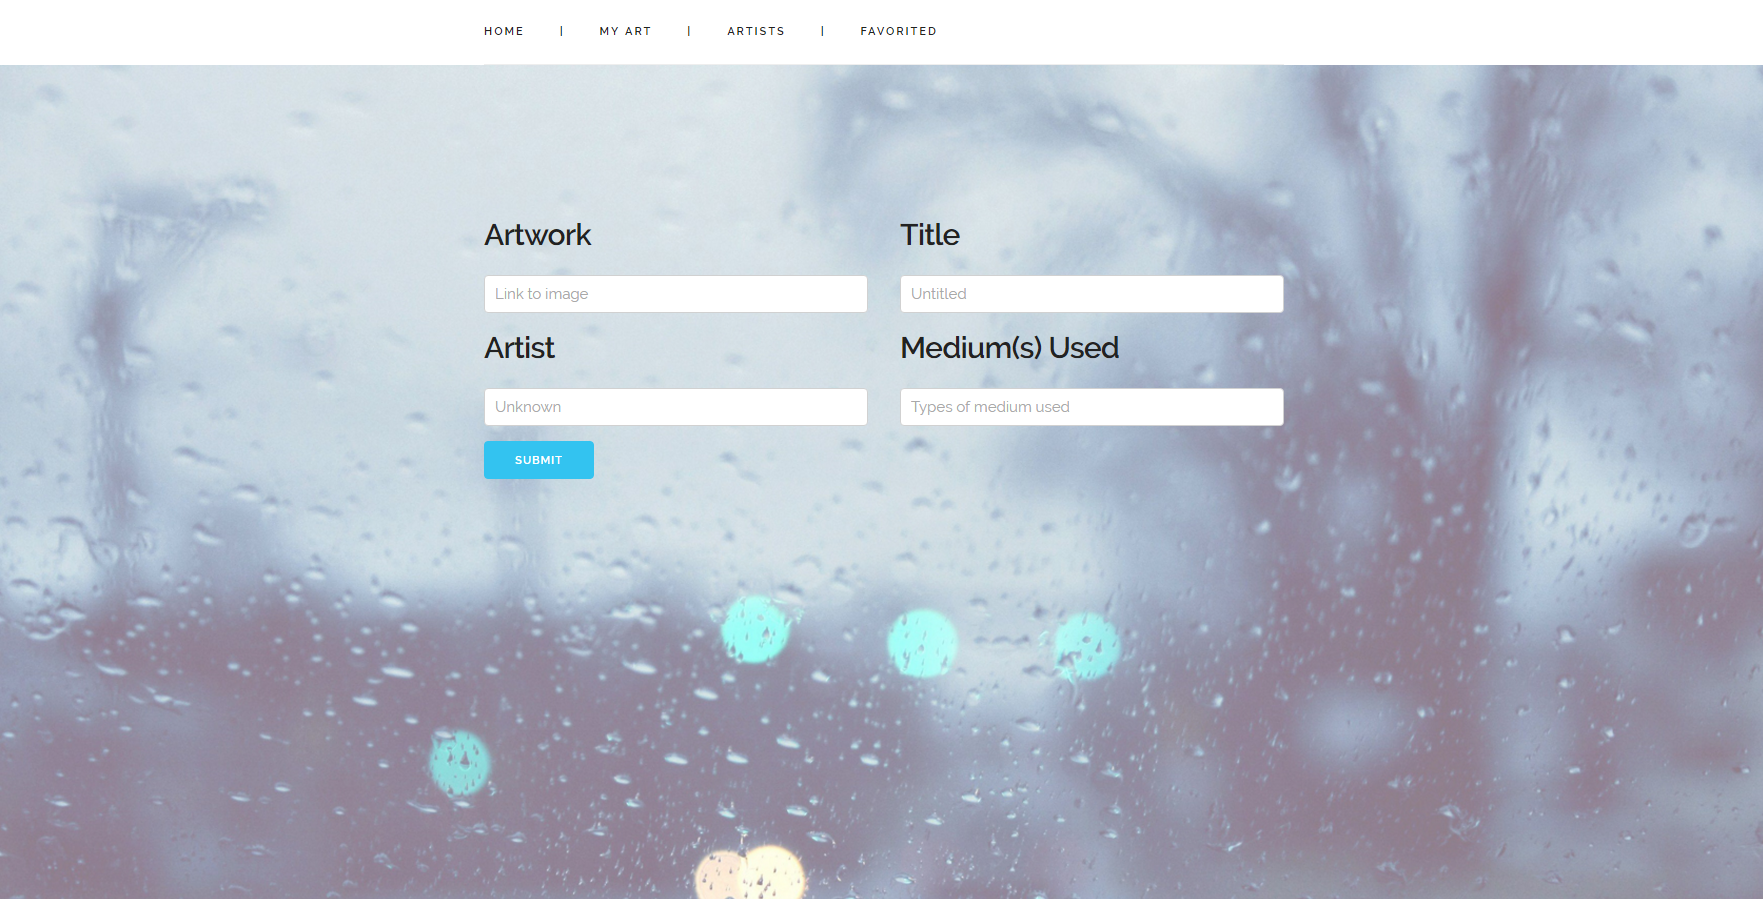 HOME | MY ART | ARTISTS | FAVORITED
Artwork
Title
Link to image
Untitled
Artist
Medium(s) Used
Unknown
Types of medium used
SUBMIT